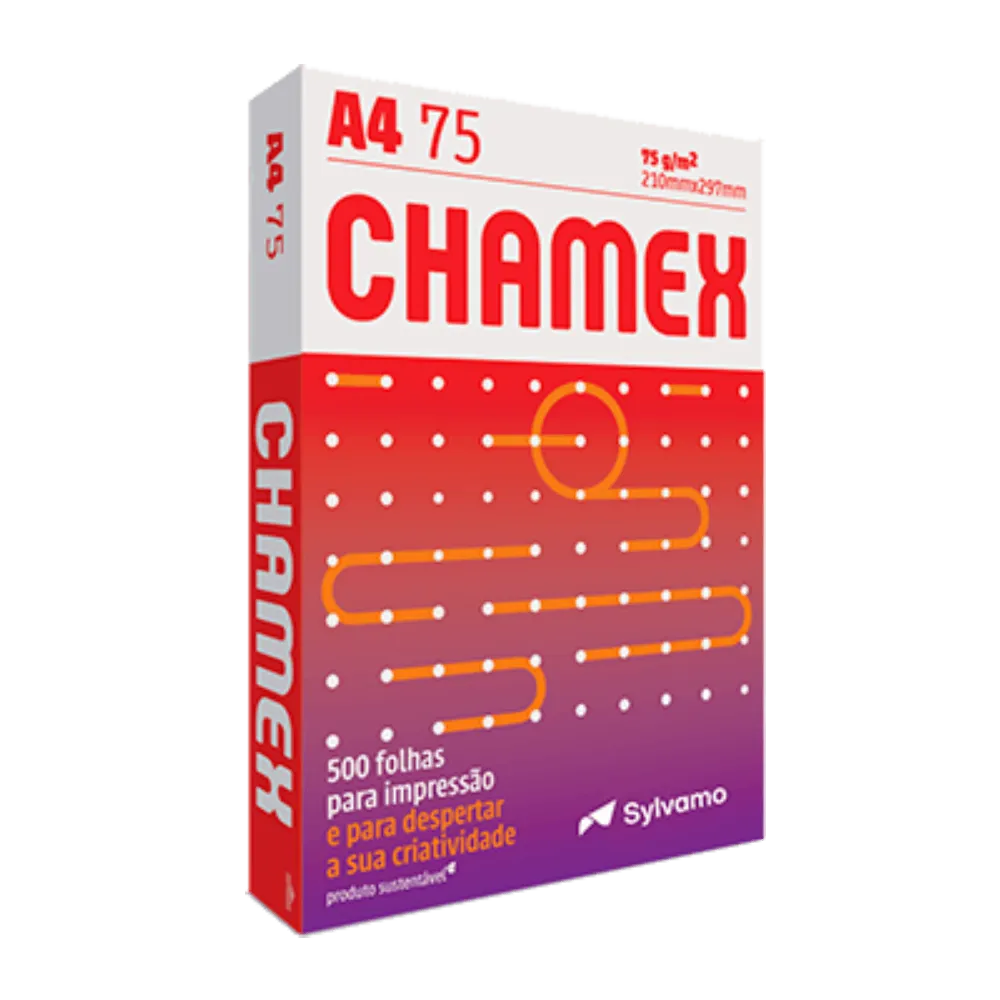 A4 75
75 g/m²
210mmx297mm
CHAMEX
500 folhas
para impressão
e para despertar
a sua criatividade
produto sustentável
Sylvamo
A4 75
CHAMEX